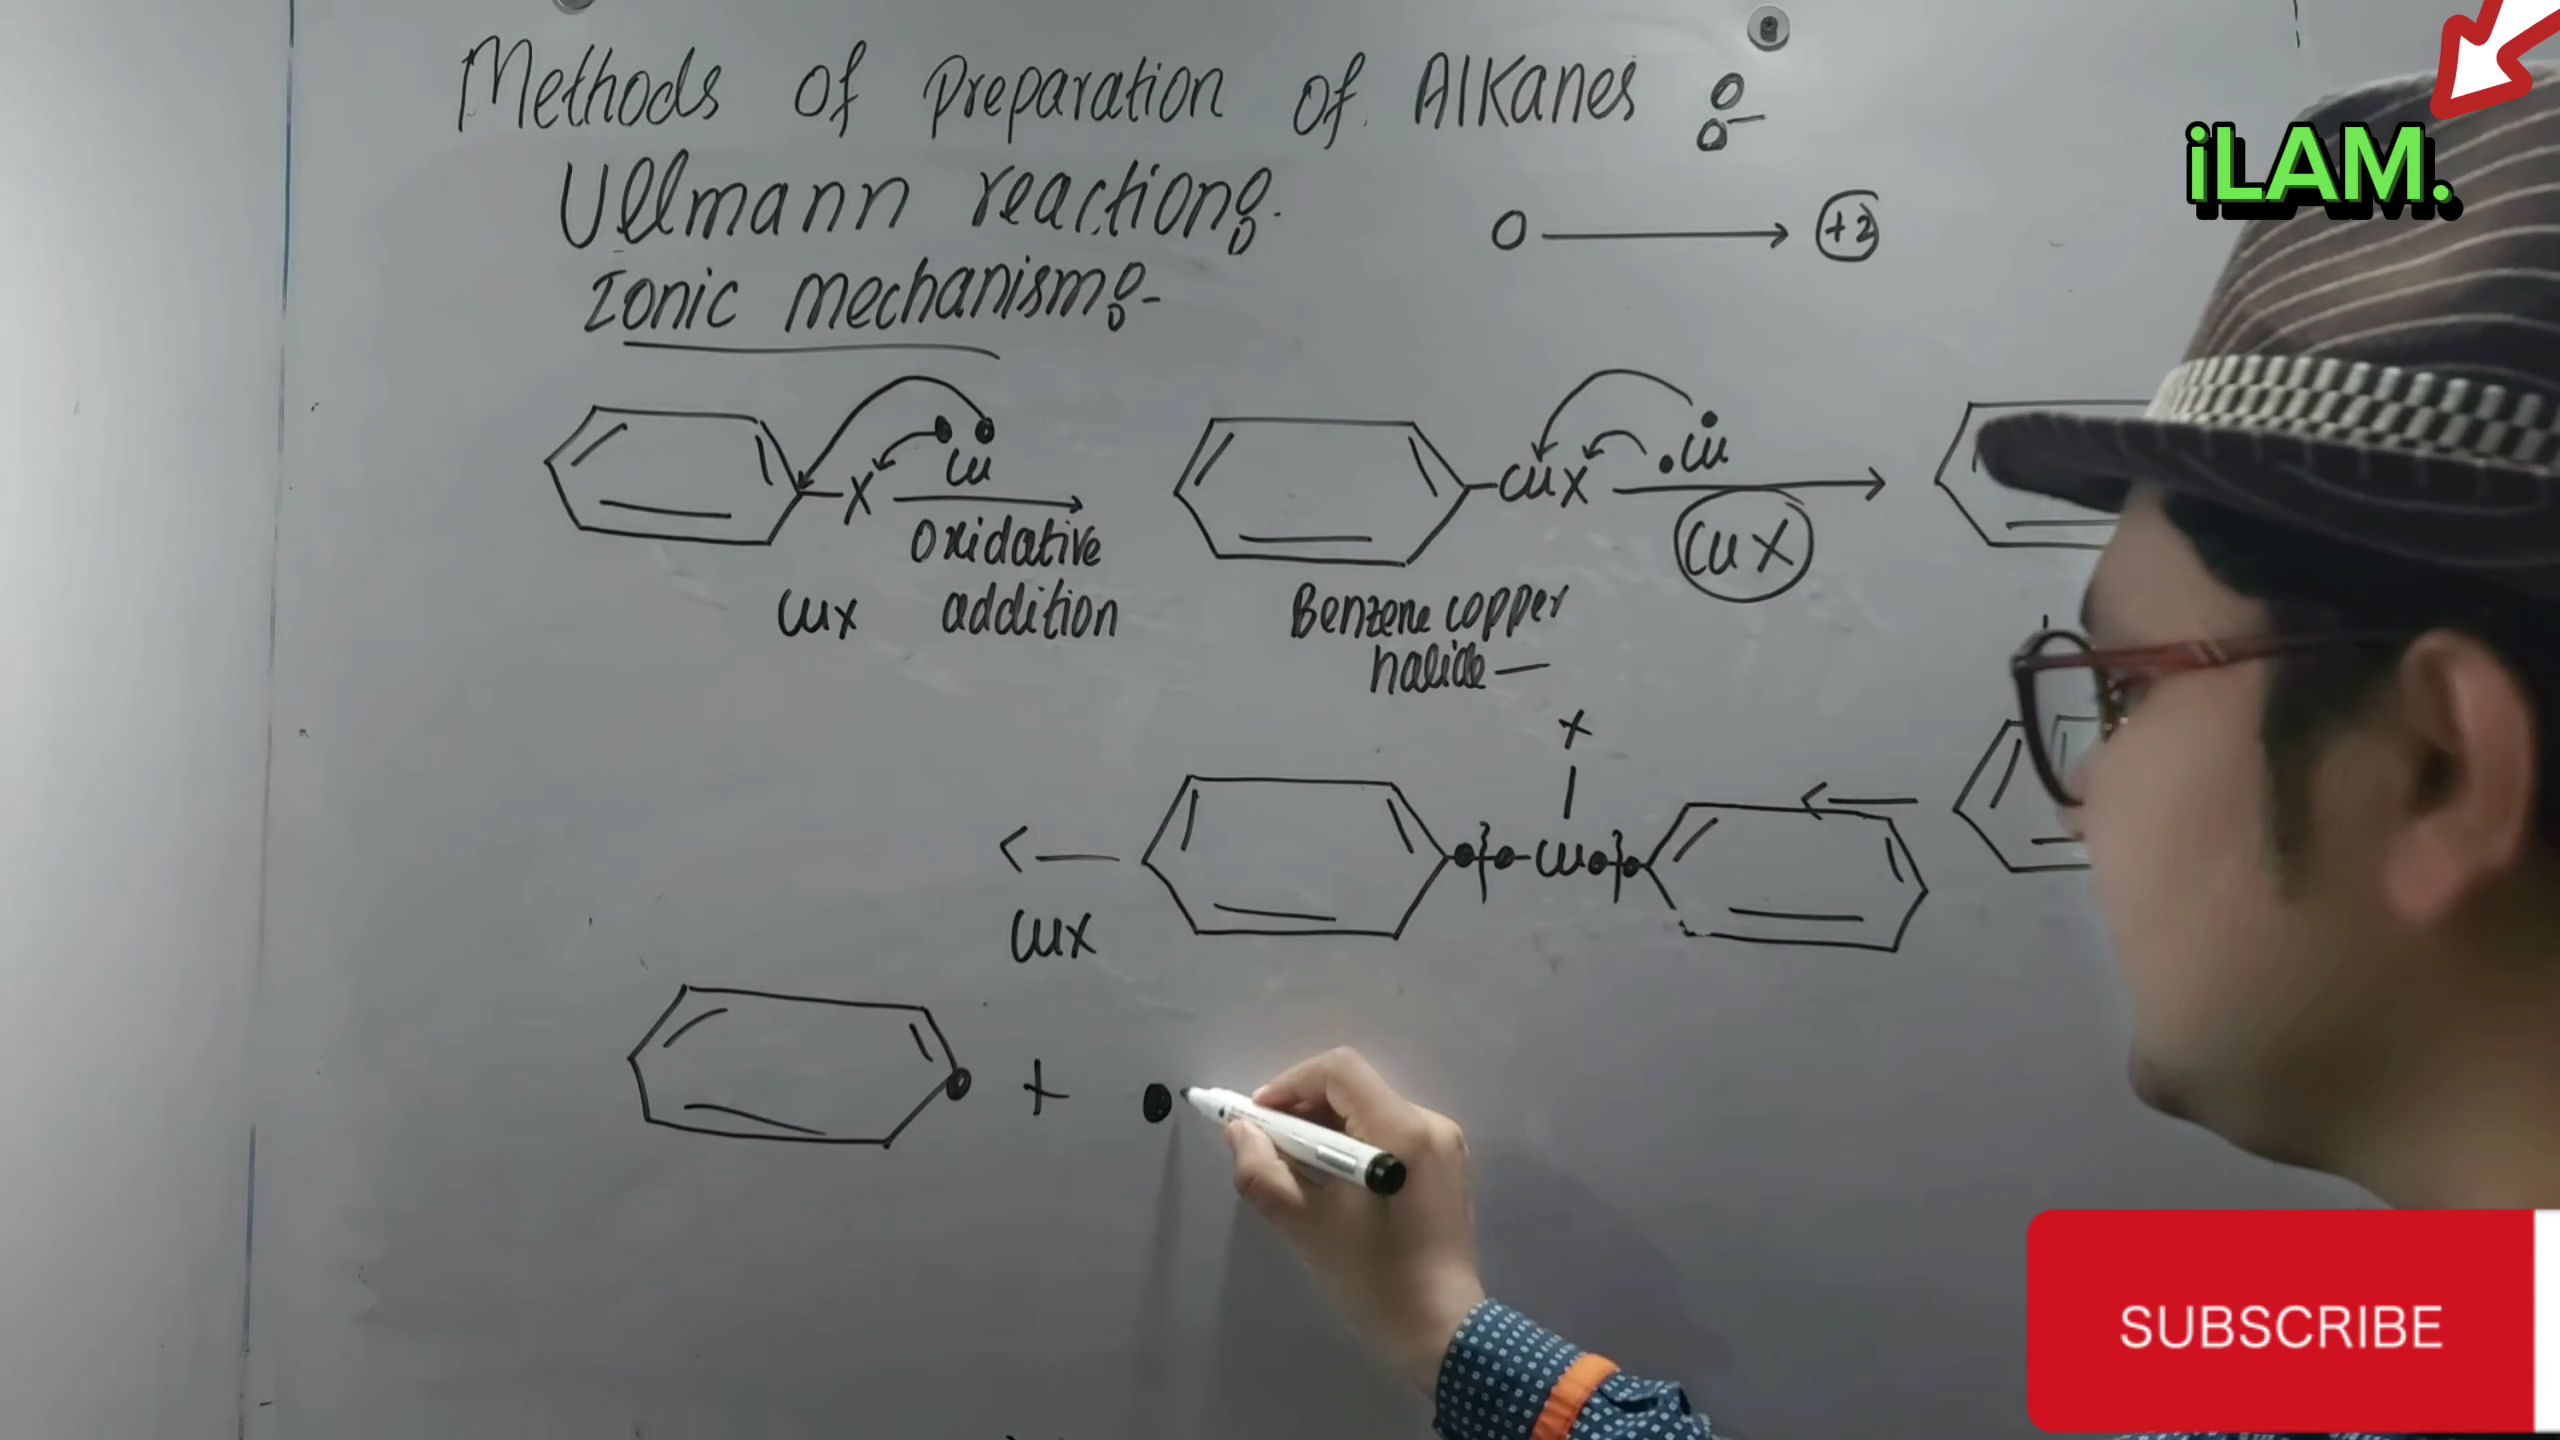 Methods of Preparation of Alkanes :-
iLAM.
Ullmann reaction:-
0 → +2
Ionic mechanism:-
X Cu
CuX .Cu
Oxidative
CuX
CuX addition
Benzene copper
halide —
X
Cu
CuX
+
SUBSCRIBE